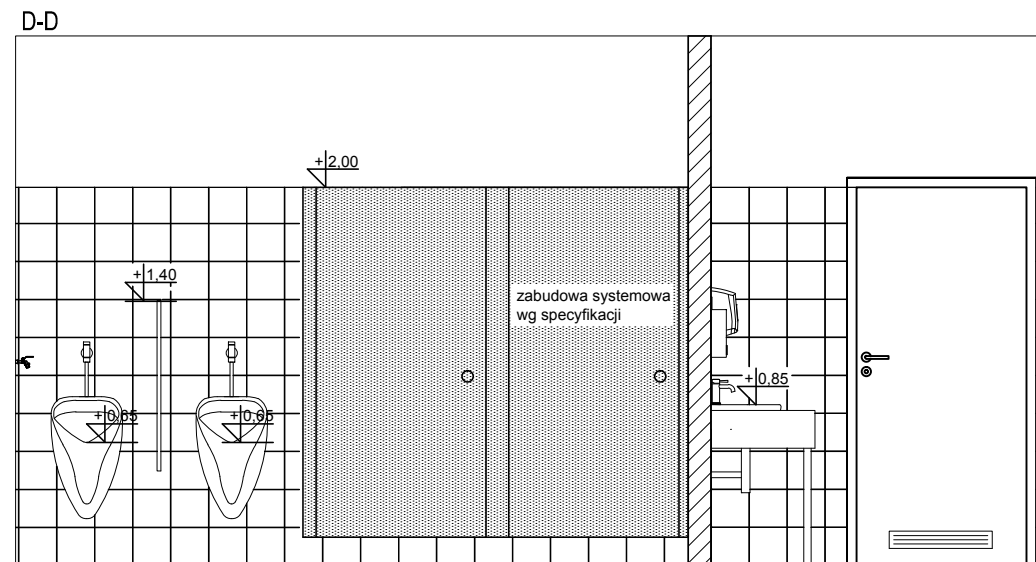 D-D
+2,00
+1,40
zabudowa systemowa
wg specyfikacji
+0,85
+0,65
+0,65